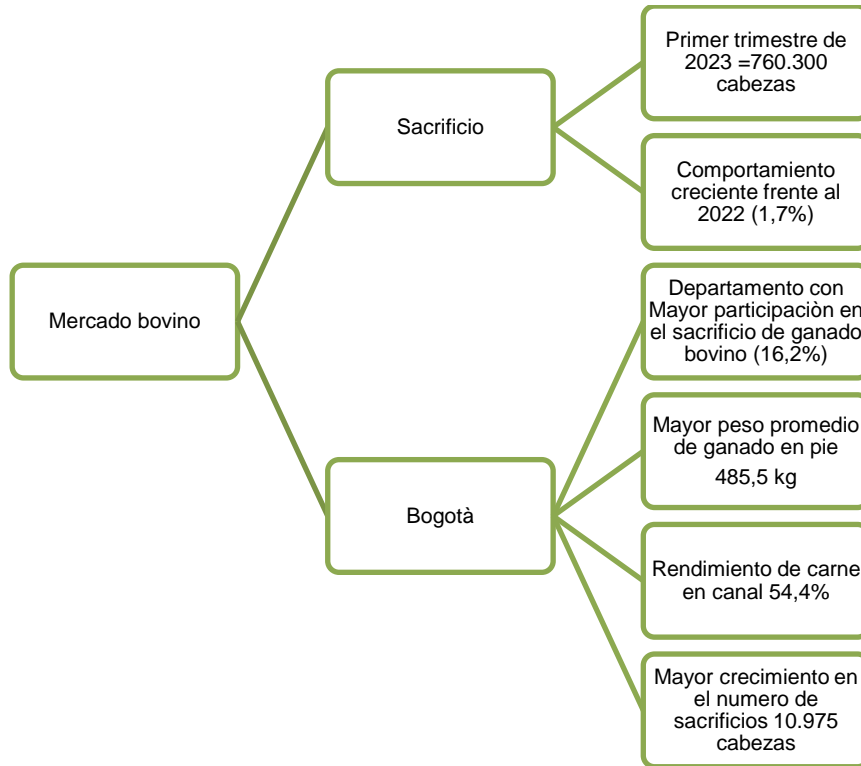 Mercado bovino
Sacrificio
Primer trimestre de
2023 =760.300
cabezas
Comportamiento
creciente frente al
2022 (1,7%)
Bogotà
Departamento con
Mayor participaciòn en
el sacrificio de ganado
bovino (16,2%)
Mayor peso promedio
de ganado en pie
485,5 kg
Rendimiento de carne
en canal 54,4%
Mayor crecimiento en
el numero de
sacrificios 10.975
cabezas